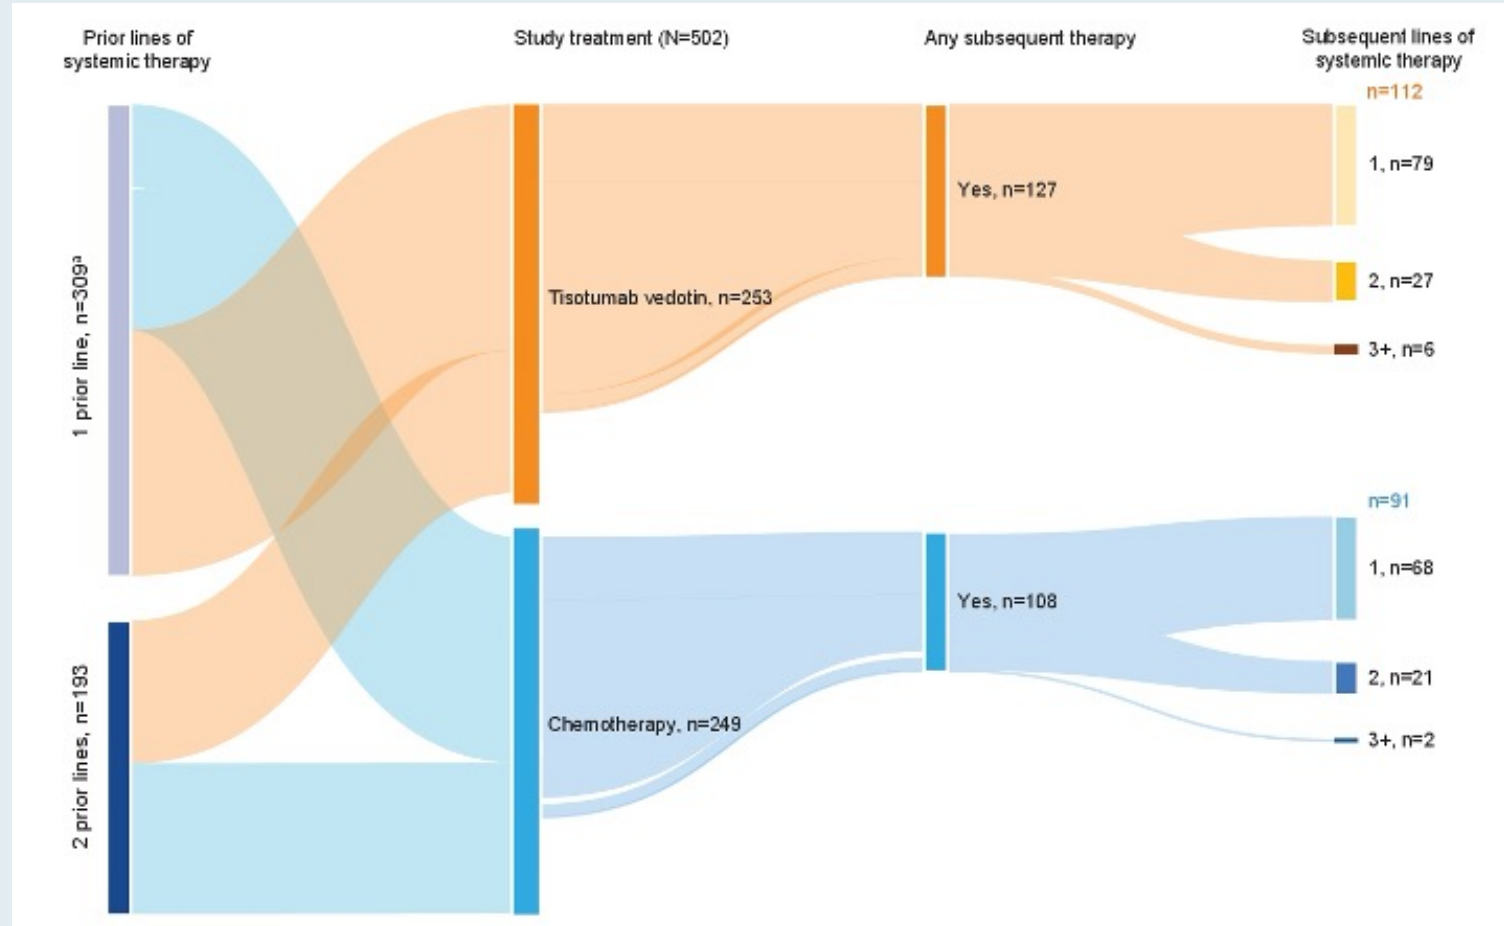 Prior lines of
systemic therapy
Study treatment (N=502)
Any subsequent therapy
Subsequent lines of
systemic therapy
n=112
1, n=79
Yes, n=127
2, n=27
Tisotumab vedotin, n=253
3+, n=6
1 prior line, n=309ª
n=91
1, n=68
Yes, n=108
2, n=21
Chemotherapy, n=249
3+, n=2
2 prior lines, n=193